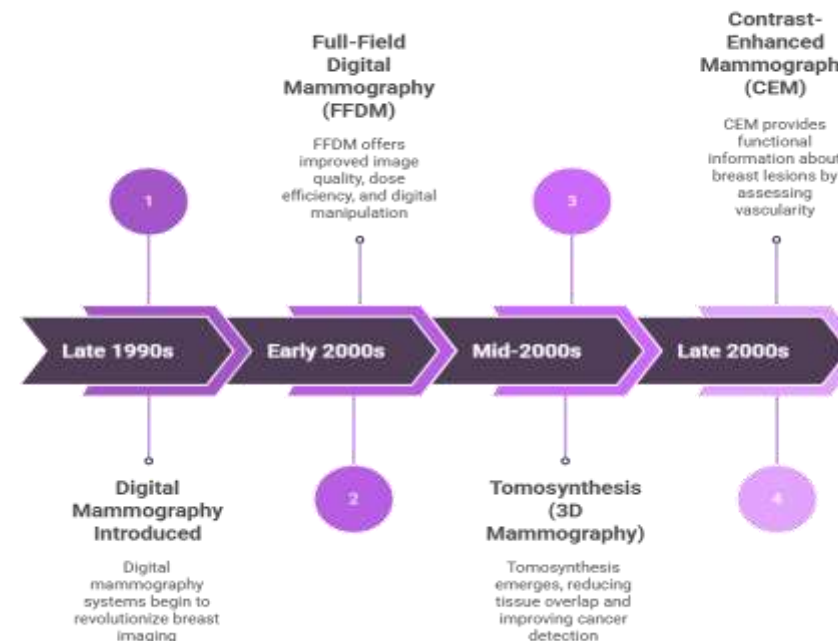 Contrast-
Enhanced
Mammograph
(CEM)
CEM provides
functional
information about
breast lesions by
assessing
vascularity
Full-Field
Digital
Mammography
(FFDM)
FFDM offers
improved image
quality, dose
efficiency, and digital
manipulation
1
3
Late 1990s
Early 2000s
Mid-2000s
Late 2000s
2
4
Digital
Mammography
Introduced
Digital
mammography
systems begin to
revolutionize breast
imaging
Tomosynthesis
(3D
Mammography)
Tomosynthesis
emerges, reducing
tissue overlap and
improving cancer
detection